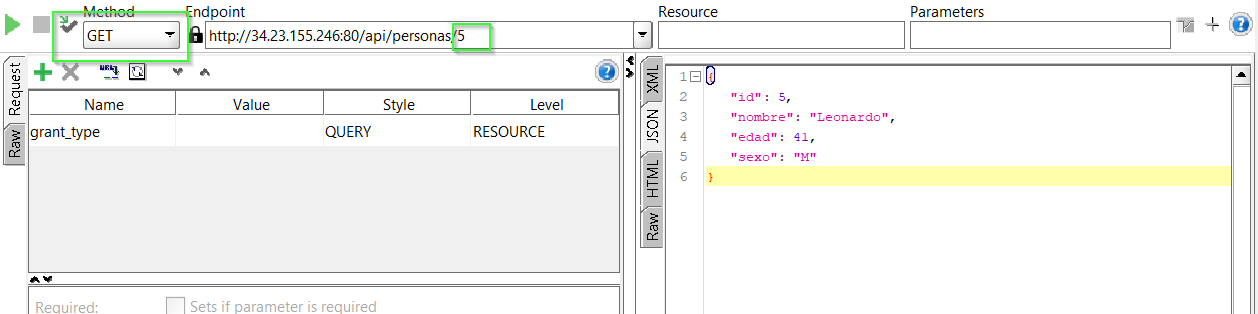 Method Endpoint Resource Parameters
GET http://34.23.155.246:80/api/personas/5
Request
Raw
Name Value Style Level
grant_type QUERY RESOURCE
Required: Sets if parameter is required
XML
JSON
HTML
Raw
1 {
2 "id": 5,
3 "nombre": "Leonardo",
4 "edad": 41,
5 "sexo": "M"
6 }